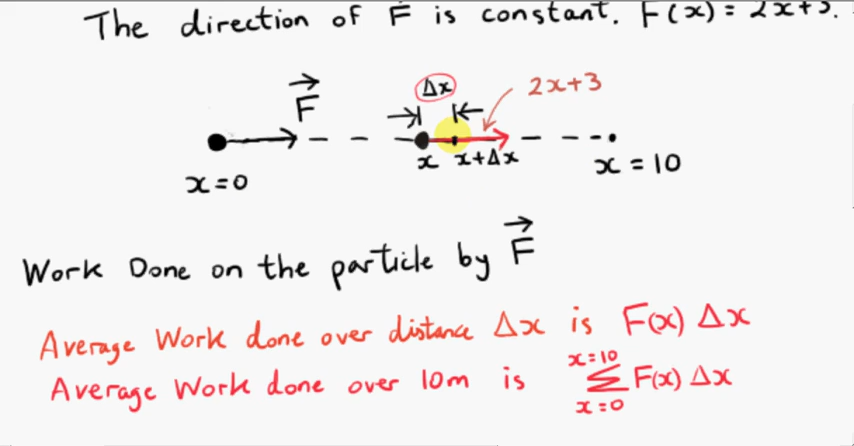 The direction of F is constant. F(x) = 2x+3.
Δx
2x+3
F
x
x+Δx
x=0
x = 10
Work Done on the particle by F
Average Work done over distance Δx is F(x) Δx
x=10
Average Work done over 10m is Σ F(x) Δx
x=0